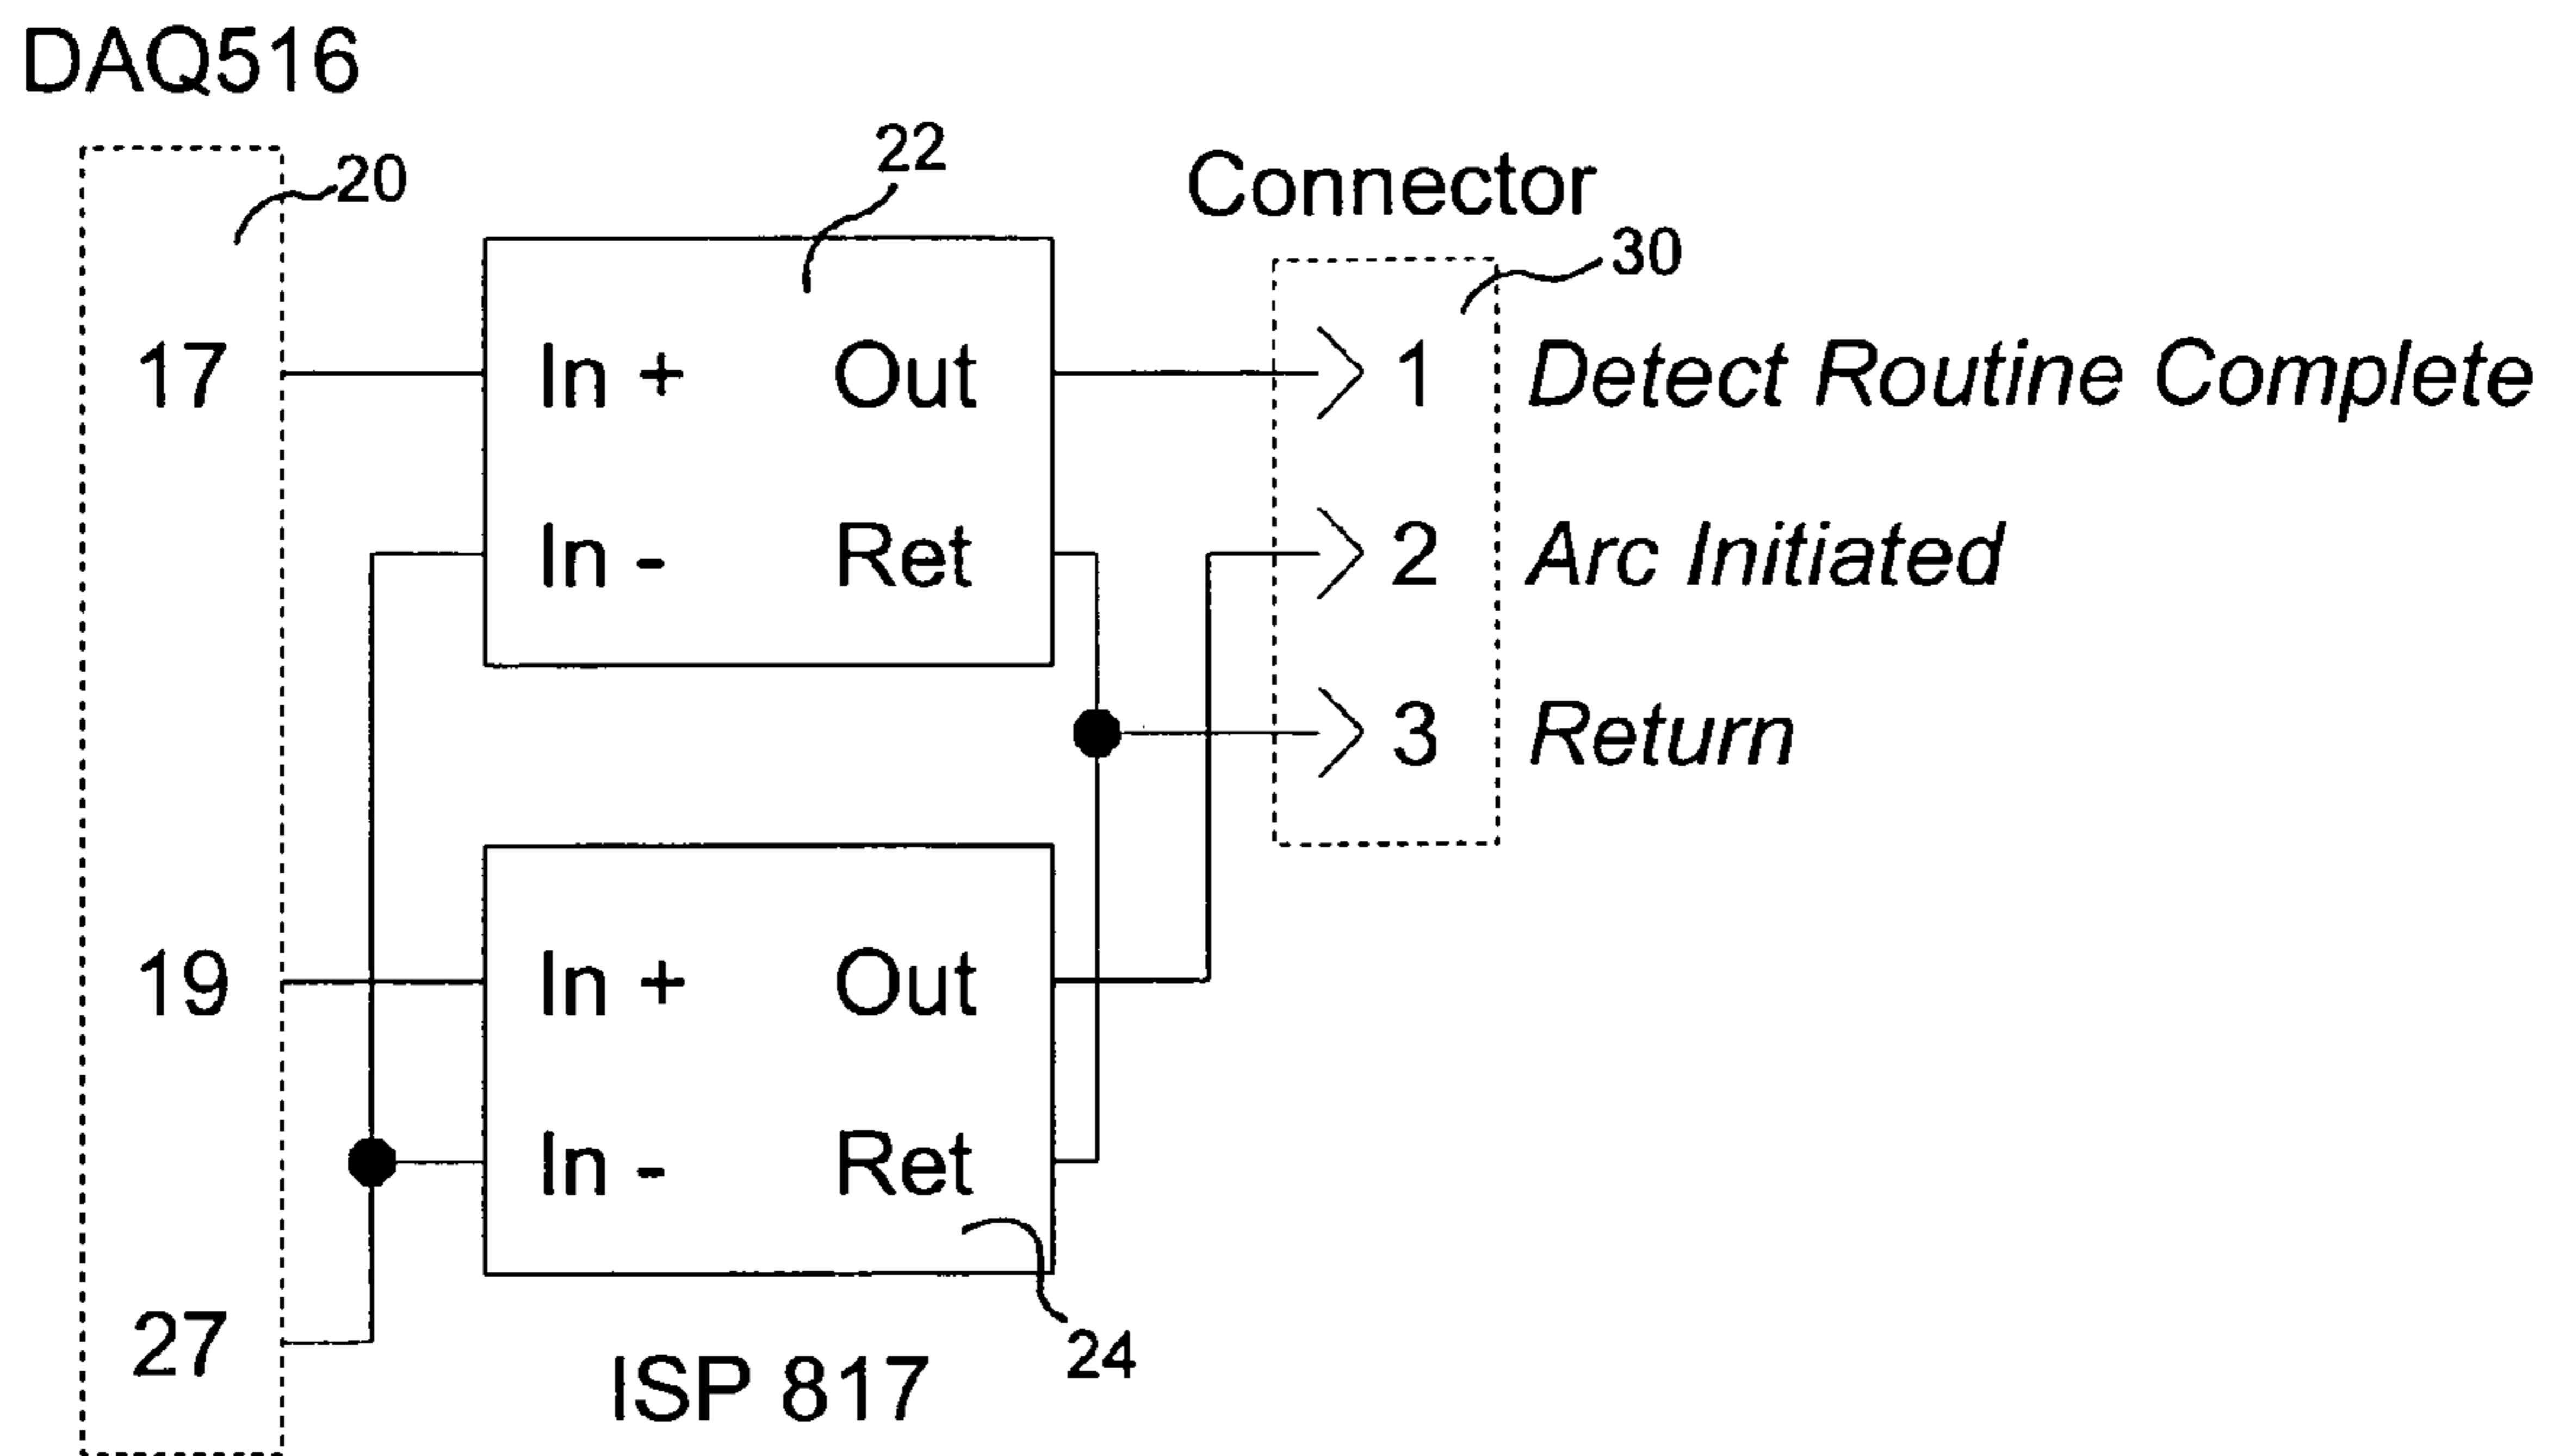 DAQ516
20
22
Connector
30
17
In + Out
1 Detect Routine Complete
In - Ret
2 Arc Initiated
3 Return
19
In + Out
In - Ret
27
24
ISP 817